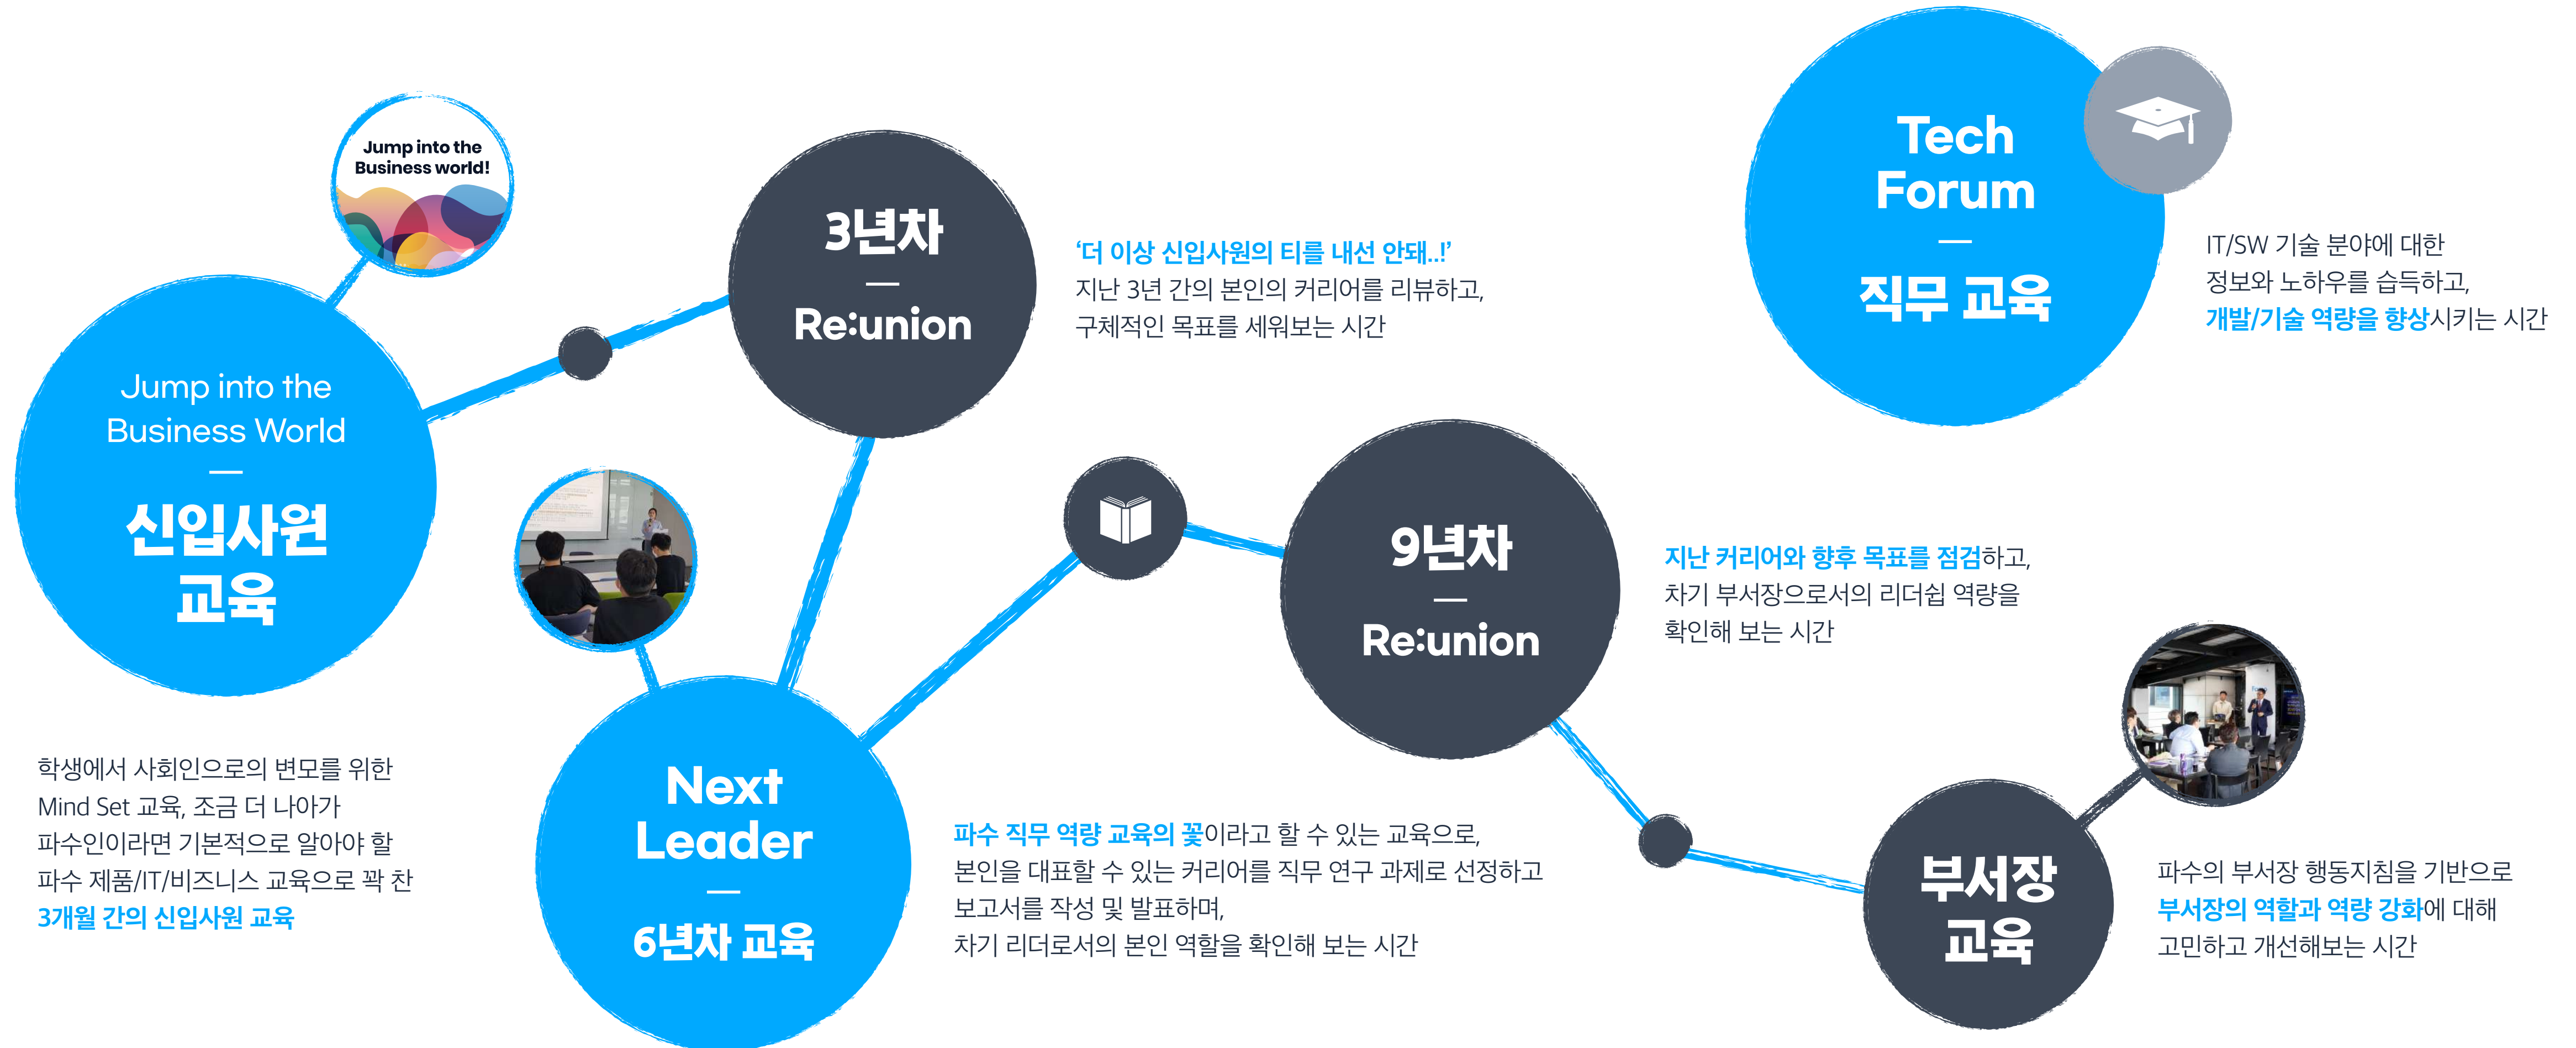 Jump into the
Business world!
Jump into the
Business World
신입사원
교육
학생에서 사회인으로의 변모를 위한
Mind Set 교육, 조금 더 나아가
파수인이라면 기본적으로 알아야 할
파수 제품/IT/비즈니스 교육으로 꽉 찬
3개월 간의 신입사원 교육
3년차
Re:union
‘더 이상 신입사원의 티를 내선 안돼..!’
지난 3년 간의 본인의 커리어를 리뷰하고,
구체적인 목표를 세워보는 시간
Next
Leader
6년차 교육
파수 직무 역량 교육의 꽃이라고 할 수 있는 교육으로,
본인을 대표할 수 있는 커리어를 직무 연구 과제로 선정하고
보고서를 작성 및 발표하며,
차기 리더로서의 본인 역할을 확인해 보는 시간
9년차
Re:union
지난 커리어와 향후 목표를 점검하고,
차기 부서장으로서의 리더쉽 역량을
확인해 보는 시간
부서장
교육
파수의 부서장 행동지침을 기반으로
부서장의 역할과 역량 강화에 대해
고민하고 개선해보는 시간
Tech
Forum
직무 교육
IT/SW 기술 분야에 대한
정보와 노하우를 습득하고,
개발/기술 역량을 향상시키는 시간